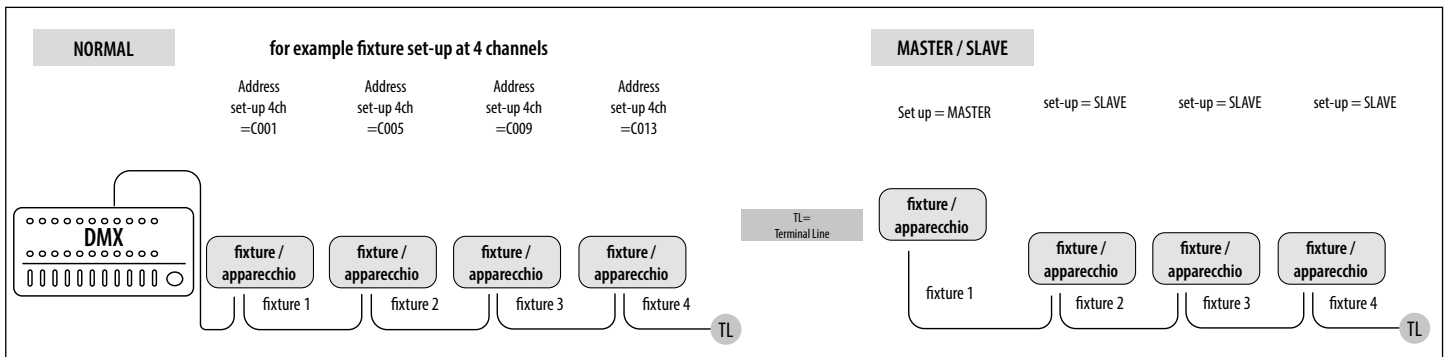 NORMAL
for example fixture set-up at 4 channels
Address
set-up 4ch
=C001
Address
set-up 4ch
=C005
Address
set-up 4ch
=C009
Address
set-up 4ch
=C013
DMX
fixture /
apparecchio
fixture 1
fixture /
apparecchio
fixture 2
fixture /
apparecchio
fixture 3
fixture /
apparecchio
fixture 4
TL
TL=
Terminal Line
MASTER / SLAVE
Set up = MASTER
set-up = SLAVE
set-up = SLAVE
set-up = SLAVE
fixture /
apparecchio
fixture 1
fixture /
apparecchio
fixture 2
fixture /
apparecchio
fixture 3
fixture /
apparecchio
fixture 4
TL